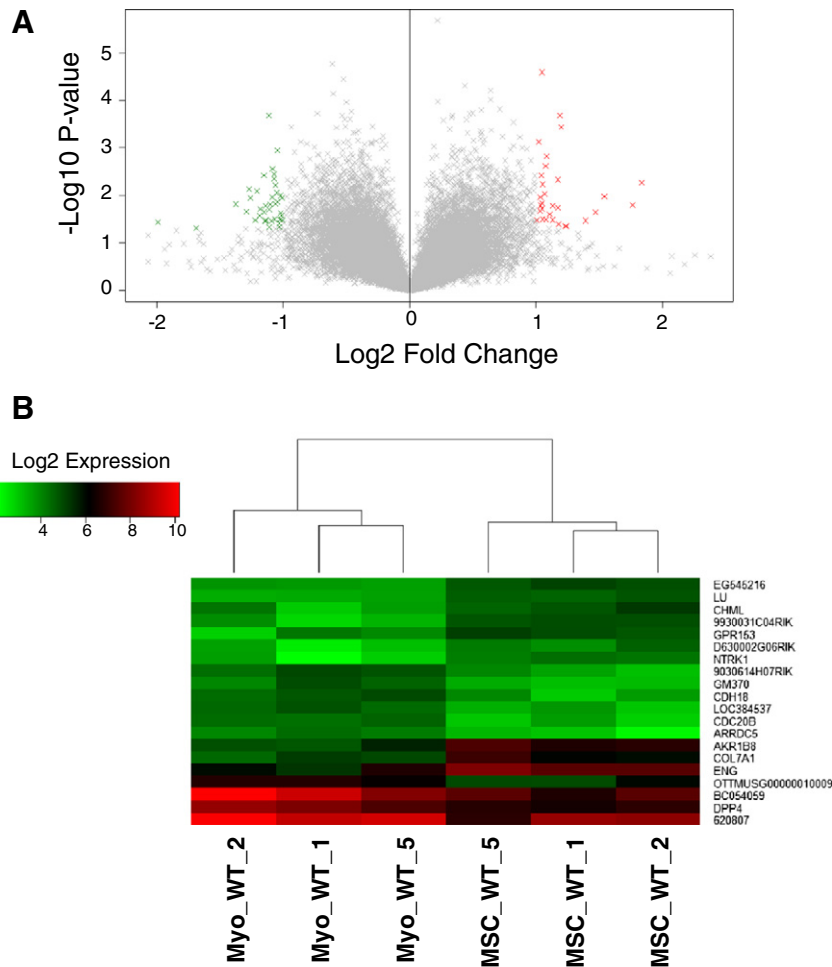 A
-Log10 P-value
5
4
3
2
1
0
-2 -1 0 1 2
Log2 Fold Change
B
Log2 Expression
4 6 8 10
EG545216
LU
CHML
9930031C04RIK
GPR153
D630002G06RIK
NTRK1
9030614H07RIK
GM370
CDH18
LOC384537
CDC20B
ARRDC5
AKR1B8
COL7A1
ENG
OTTMUSG00000010009
BC054059
DPP4
620807
Myo_WT_2
Myo_WT_1
Myo_WT_5
MSC_WT_5
MSC_WT_1
MSC_WT_2